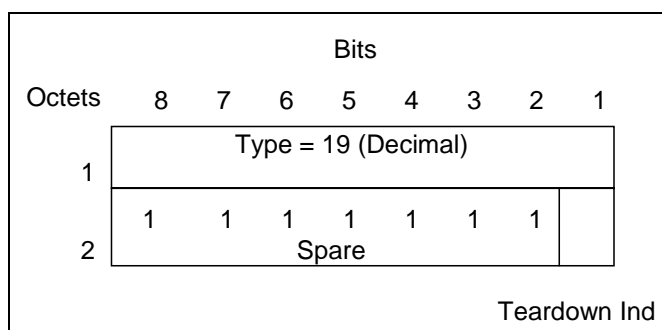 Bits
Octets 8 7 6 5 4 3 2 1
Type = 19 (Decimal)
1
1 1 1 1 1 1 1
2 Spare
Teardown Ind